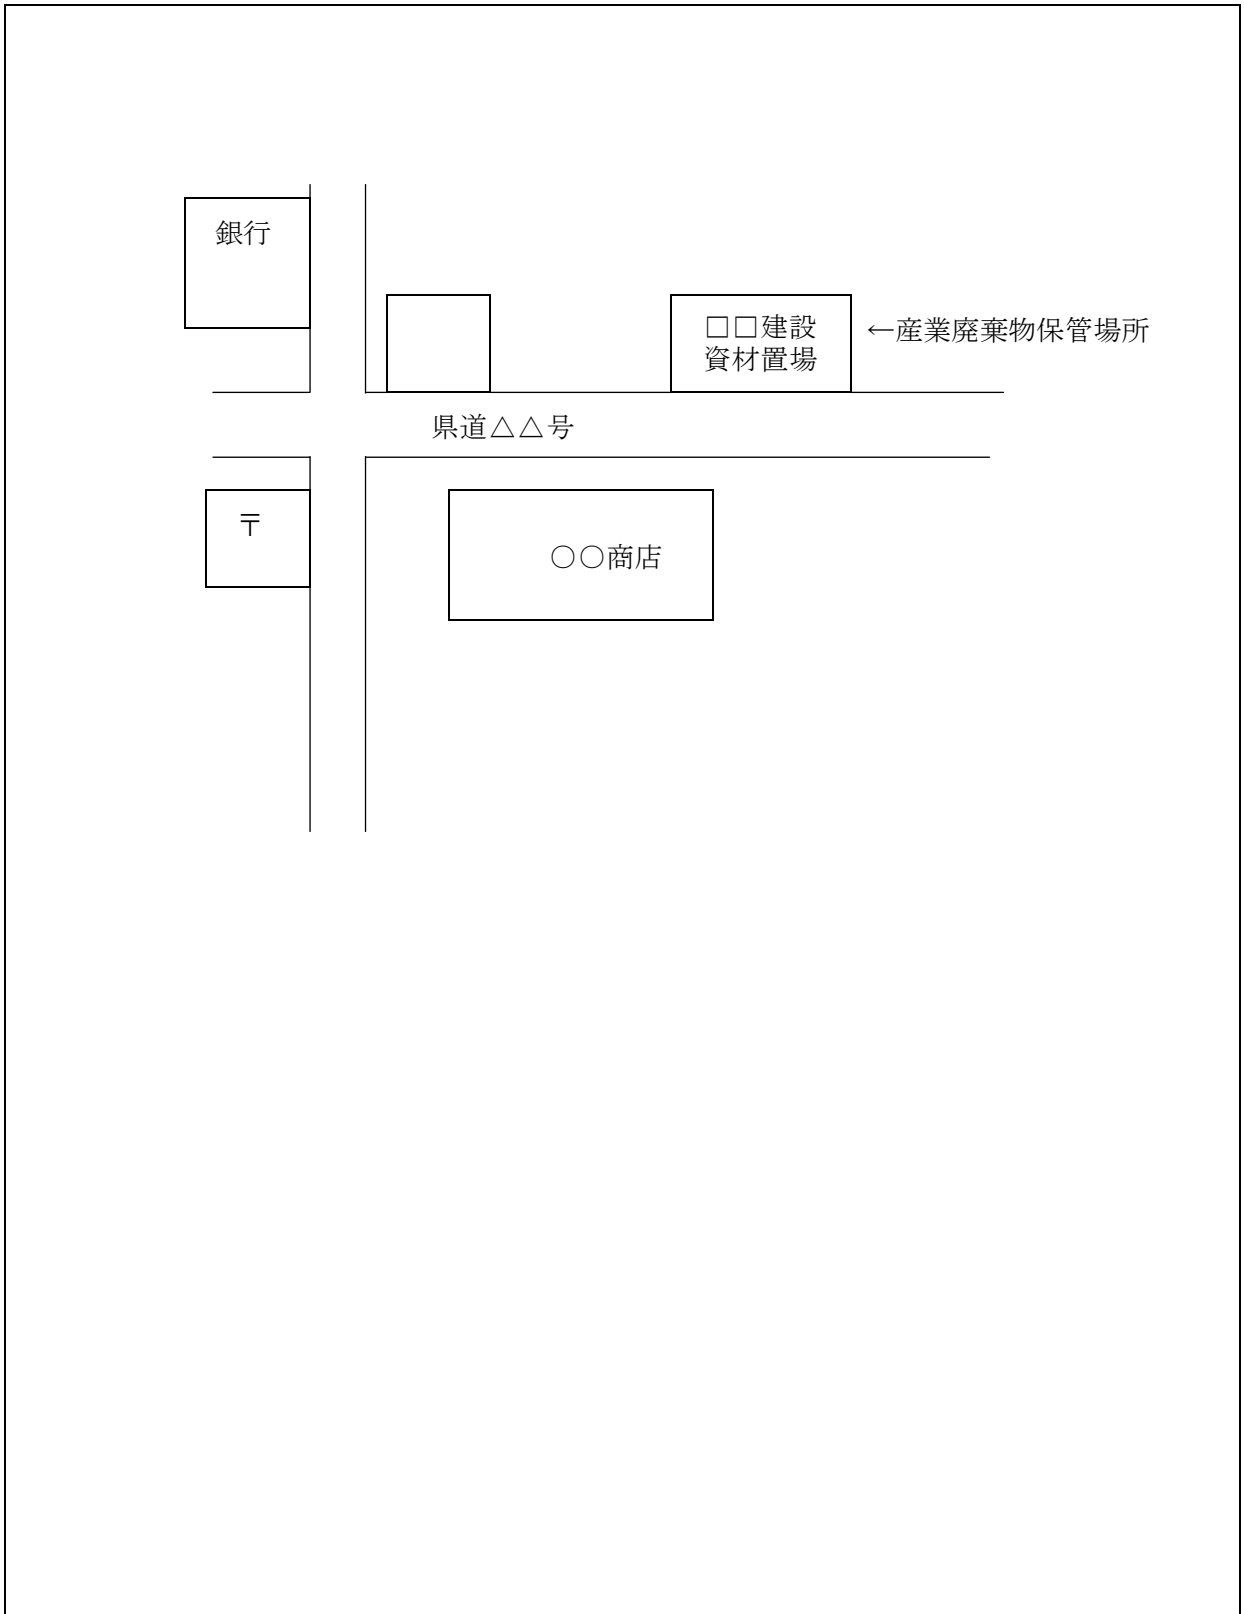 銀行
□□建設
資材置場
←産業廃棄物保管場所
県道△△号
〒
○○商店